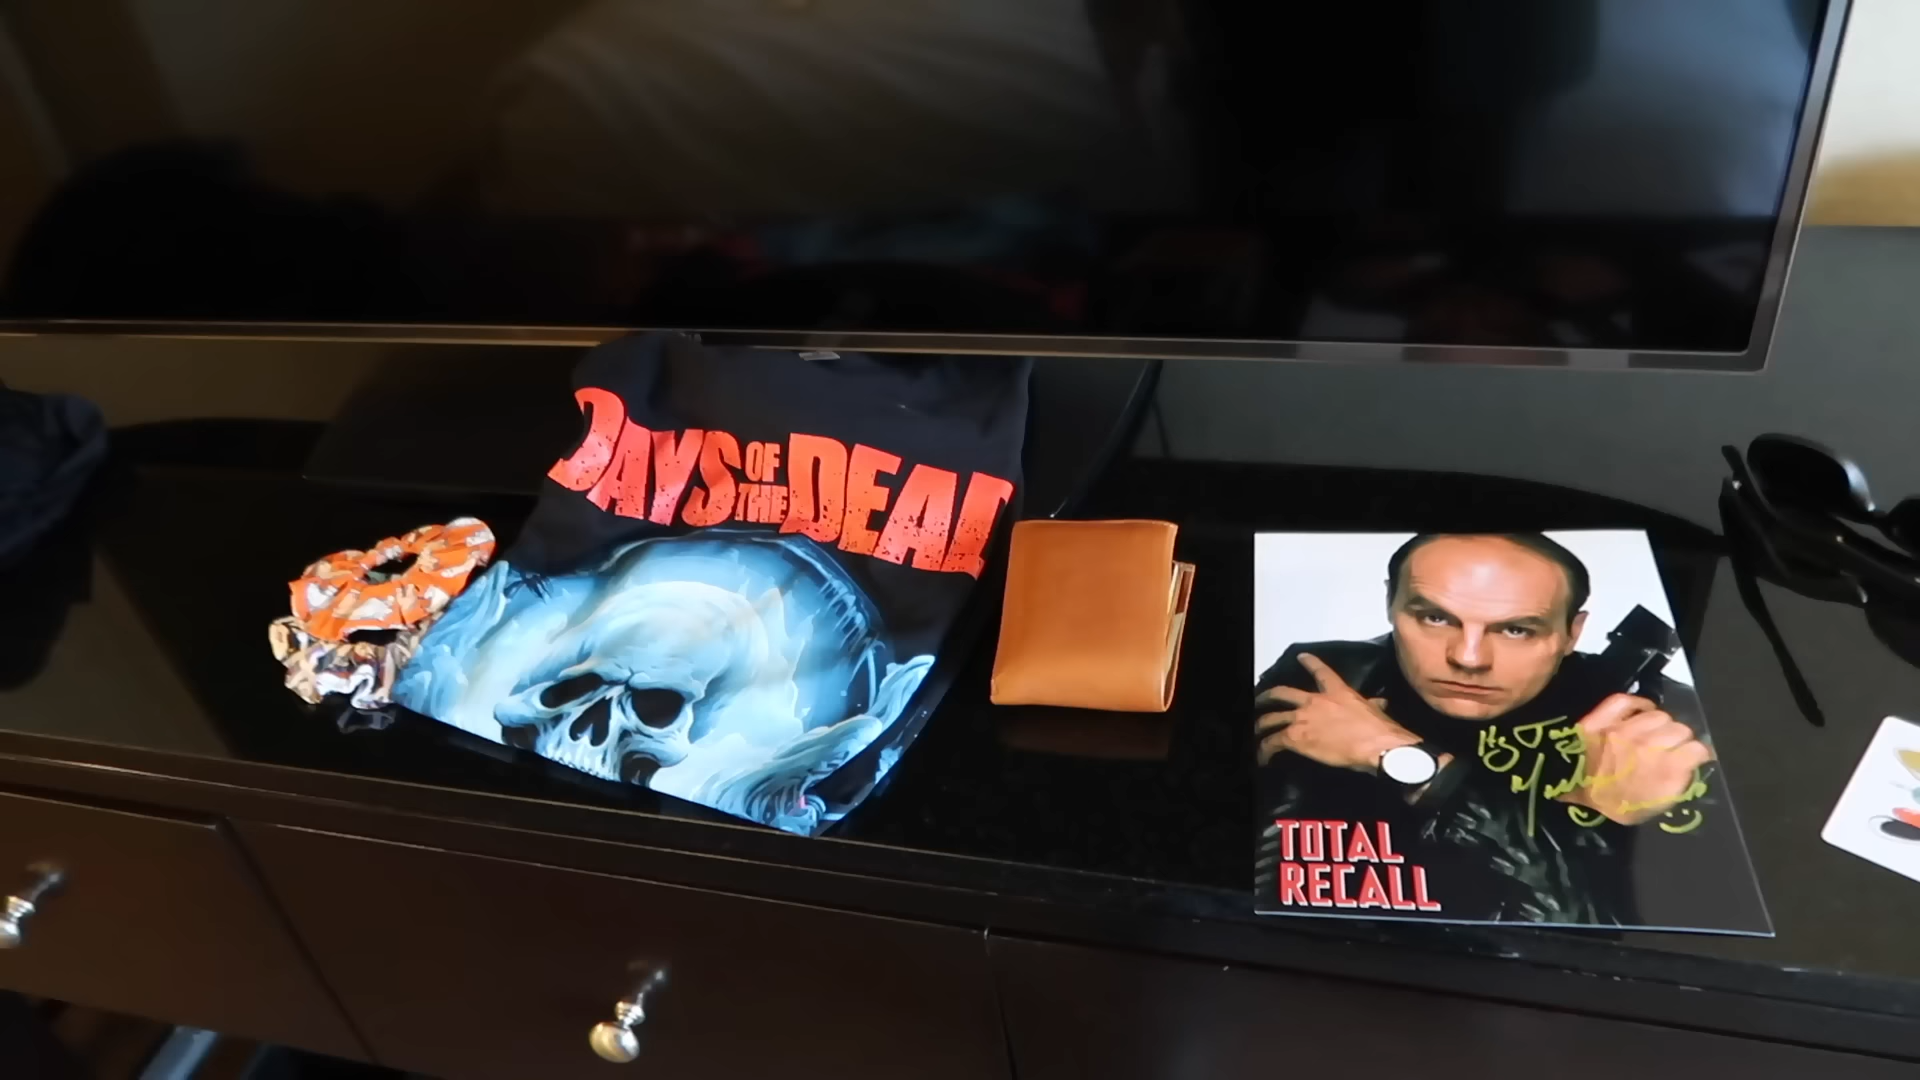 DAYS OF THE DEAD
TOTAL
RECALL